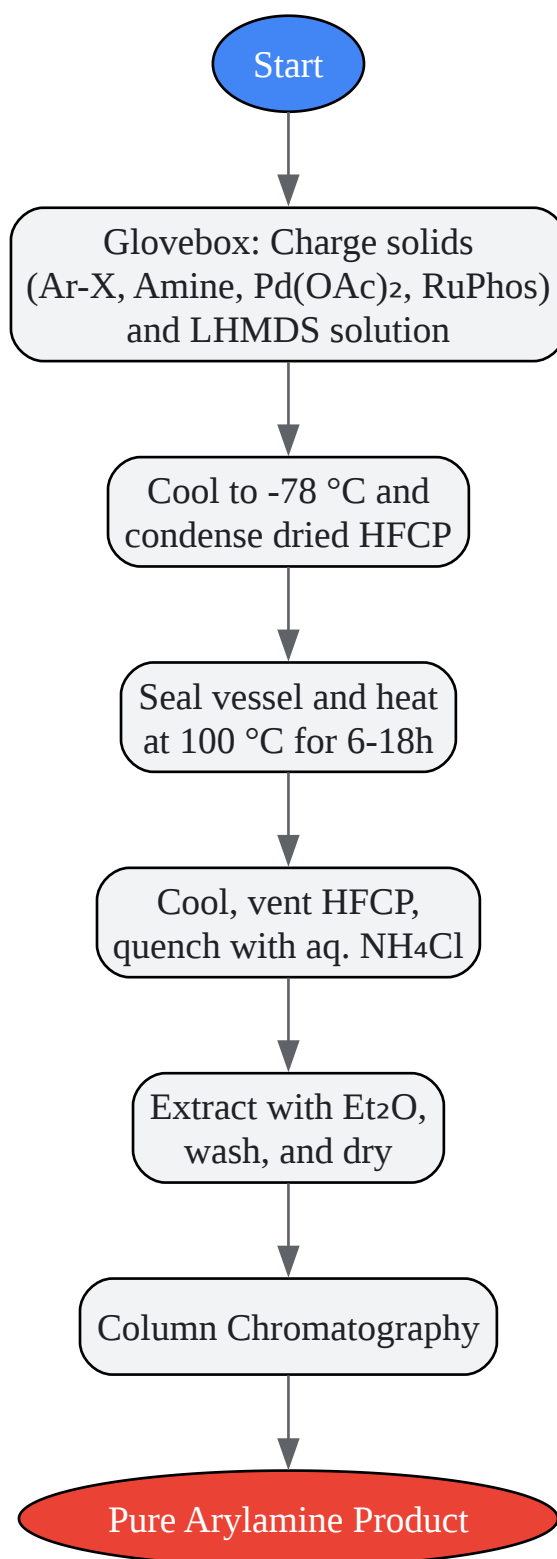 Start
Glovebox: Charge solids
(Ar-X, Amine, Pd(OAc)₂, RuPhos)
and LHMDS solution
Cool to -78 °C and
condense dried HFCP
Seal vessel and heat
at 100 °C for 6-18h
Cool, vent HFCP,
quench with aq. NH₄Cl
Extract with Et₂O,
wash, and dry
Column Chromatography
Pure Arylamine Product